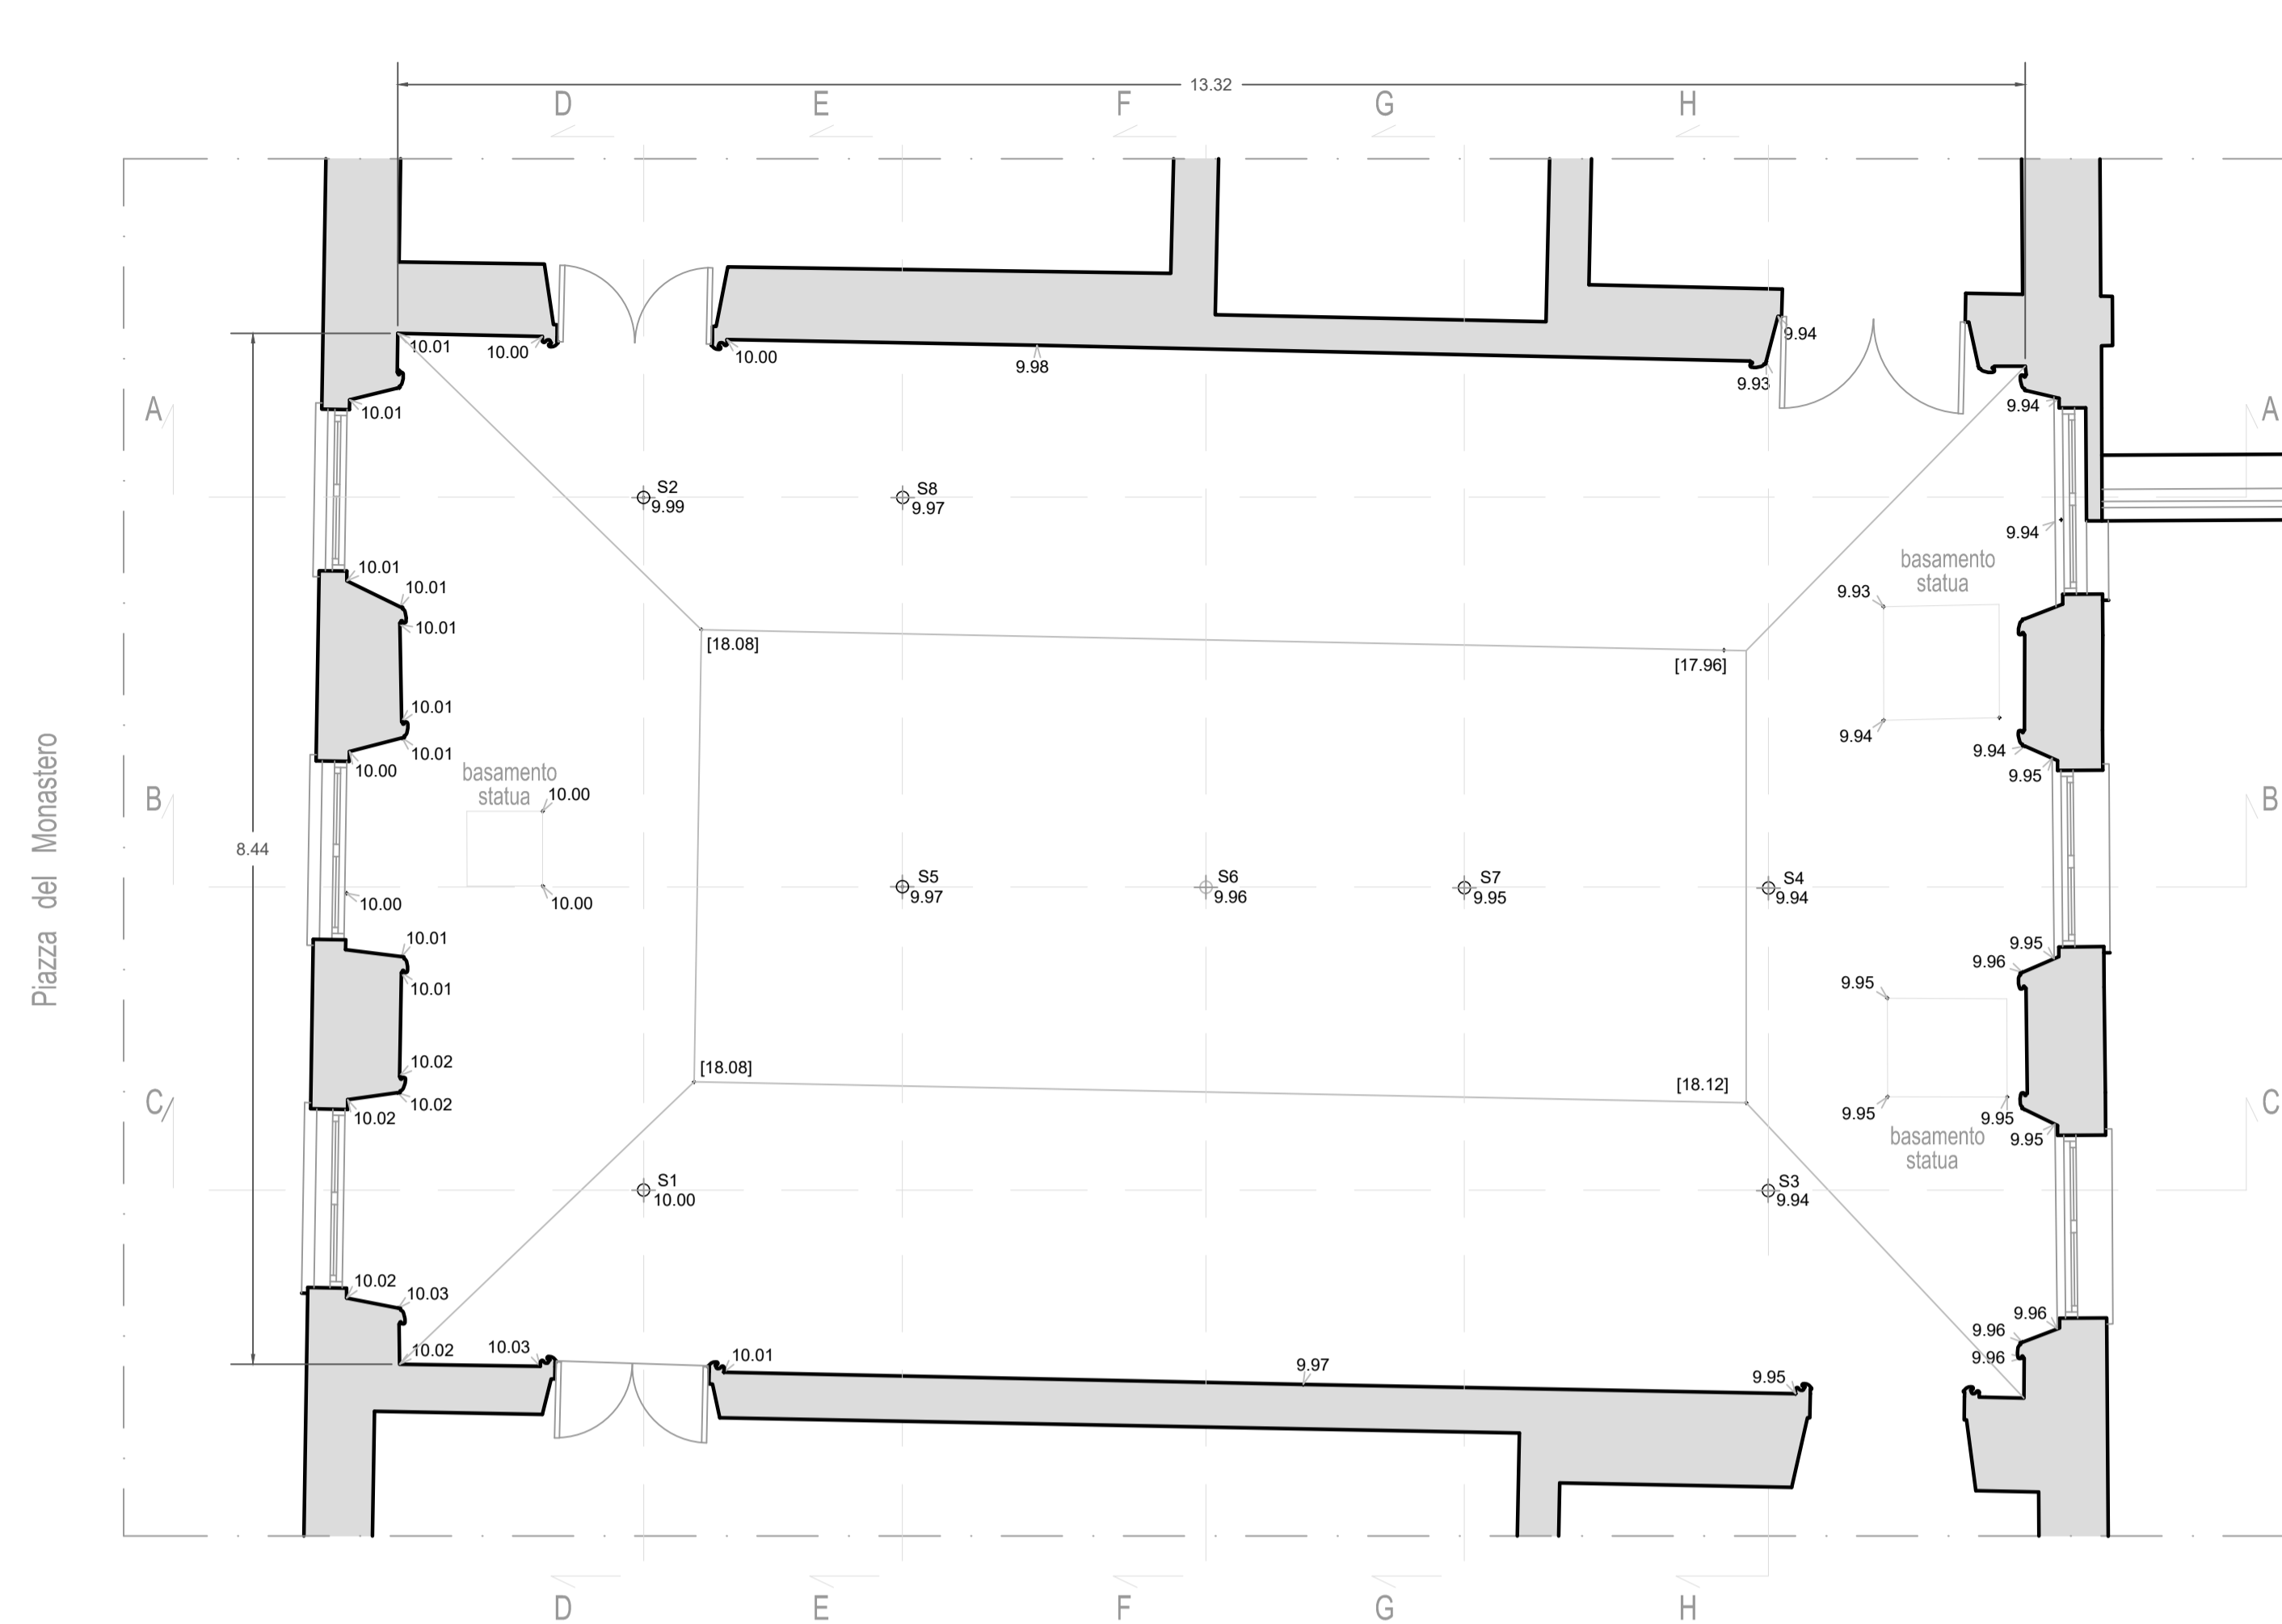 13.32
D E F G H
10.01 10.00 10.00 9.98 9.94
9.93
A 10.01 9.94 A
S2 S8
9.99 9.97
9.94
basamento
statua
10.01
10.01 9.93
10.01
[18.08] [17.96]
10.01
9.94
10.01 9.94
10.00 9.95
basamento
statua
10.00
B B
Piazza del Monastero
8.44
S5 S6 S7 S4
9.97 9.96 9.95 9.94
10.00 10.00
10.01 9.95
9.96
10.01 9.95
10.02
[18.08] [18.12]
C 10.02 C
10.02 9.95 9.95
9.95
basamento
statua
S1 S3
10.00 9.94
10.02
10.03 9.96
9.96
10.02 10.03 10.01 9.97 9.95 9.96
D E F G H